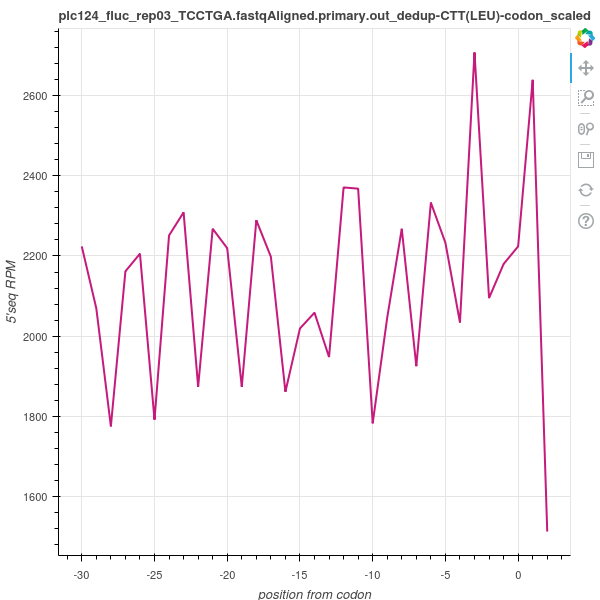 plc124_fluc_rep03_TCCTGA.fastqAligned.primary.out_dedup-CTT(LEU)-codon_scaled
2600
2400
2200
2000
1800
1600
5'seq RPM
-30 -25 -20 -15 -10 -5 0
position from codon